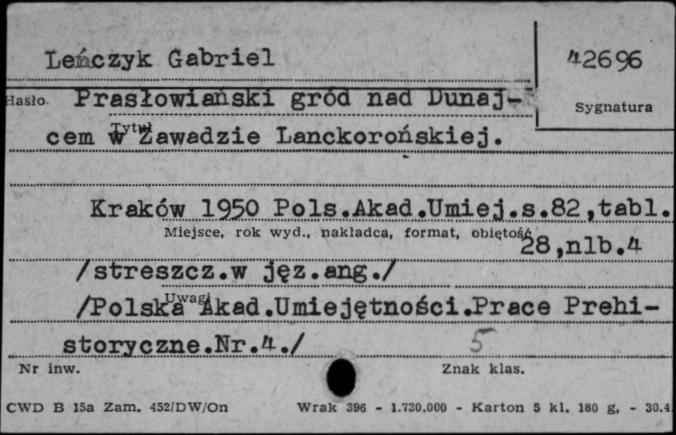 Leńczyk Gabriel
42696
Hasło
Prasłowiański gród nad Dunaj-
Sygnatura
Tytuł
cem w Zawadzie Lanckorońskiej.
Kraków 1950 Pols.Akad.Umiej.s.82,tabl.
Miejsce, rok wyd., nakładca, format, objętość
28,nlb.4
/streszcz.w jęz.ang./
Uwagi
/Polska Akad.Umiejętności.Prace Prehi-
storyczne.Nr.4./
5
Nr inw.
Znak klas.
CWD B 15a Zam. 452/DW/On
Wrak 396 - 1.730.000 - Karton 5 kl. 180 g. - 30.4